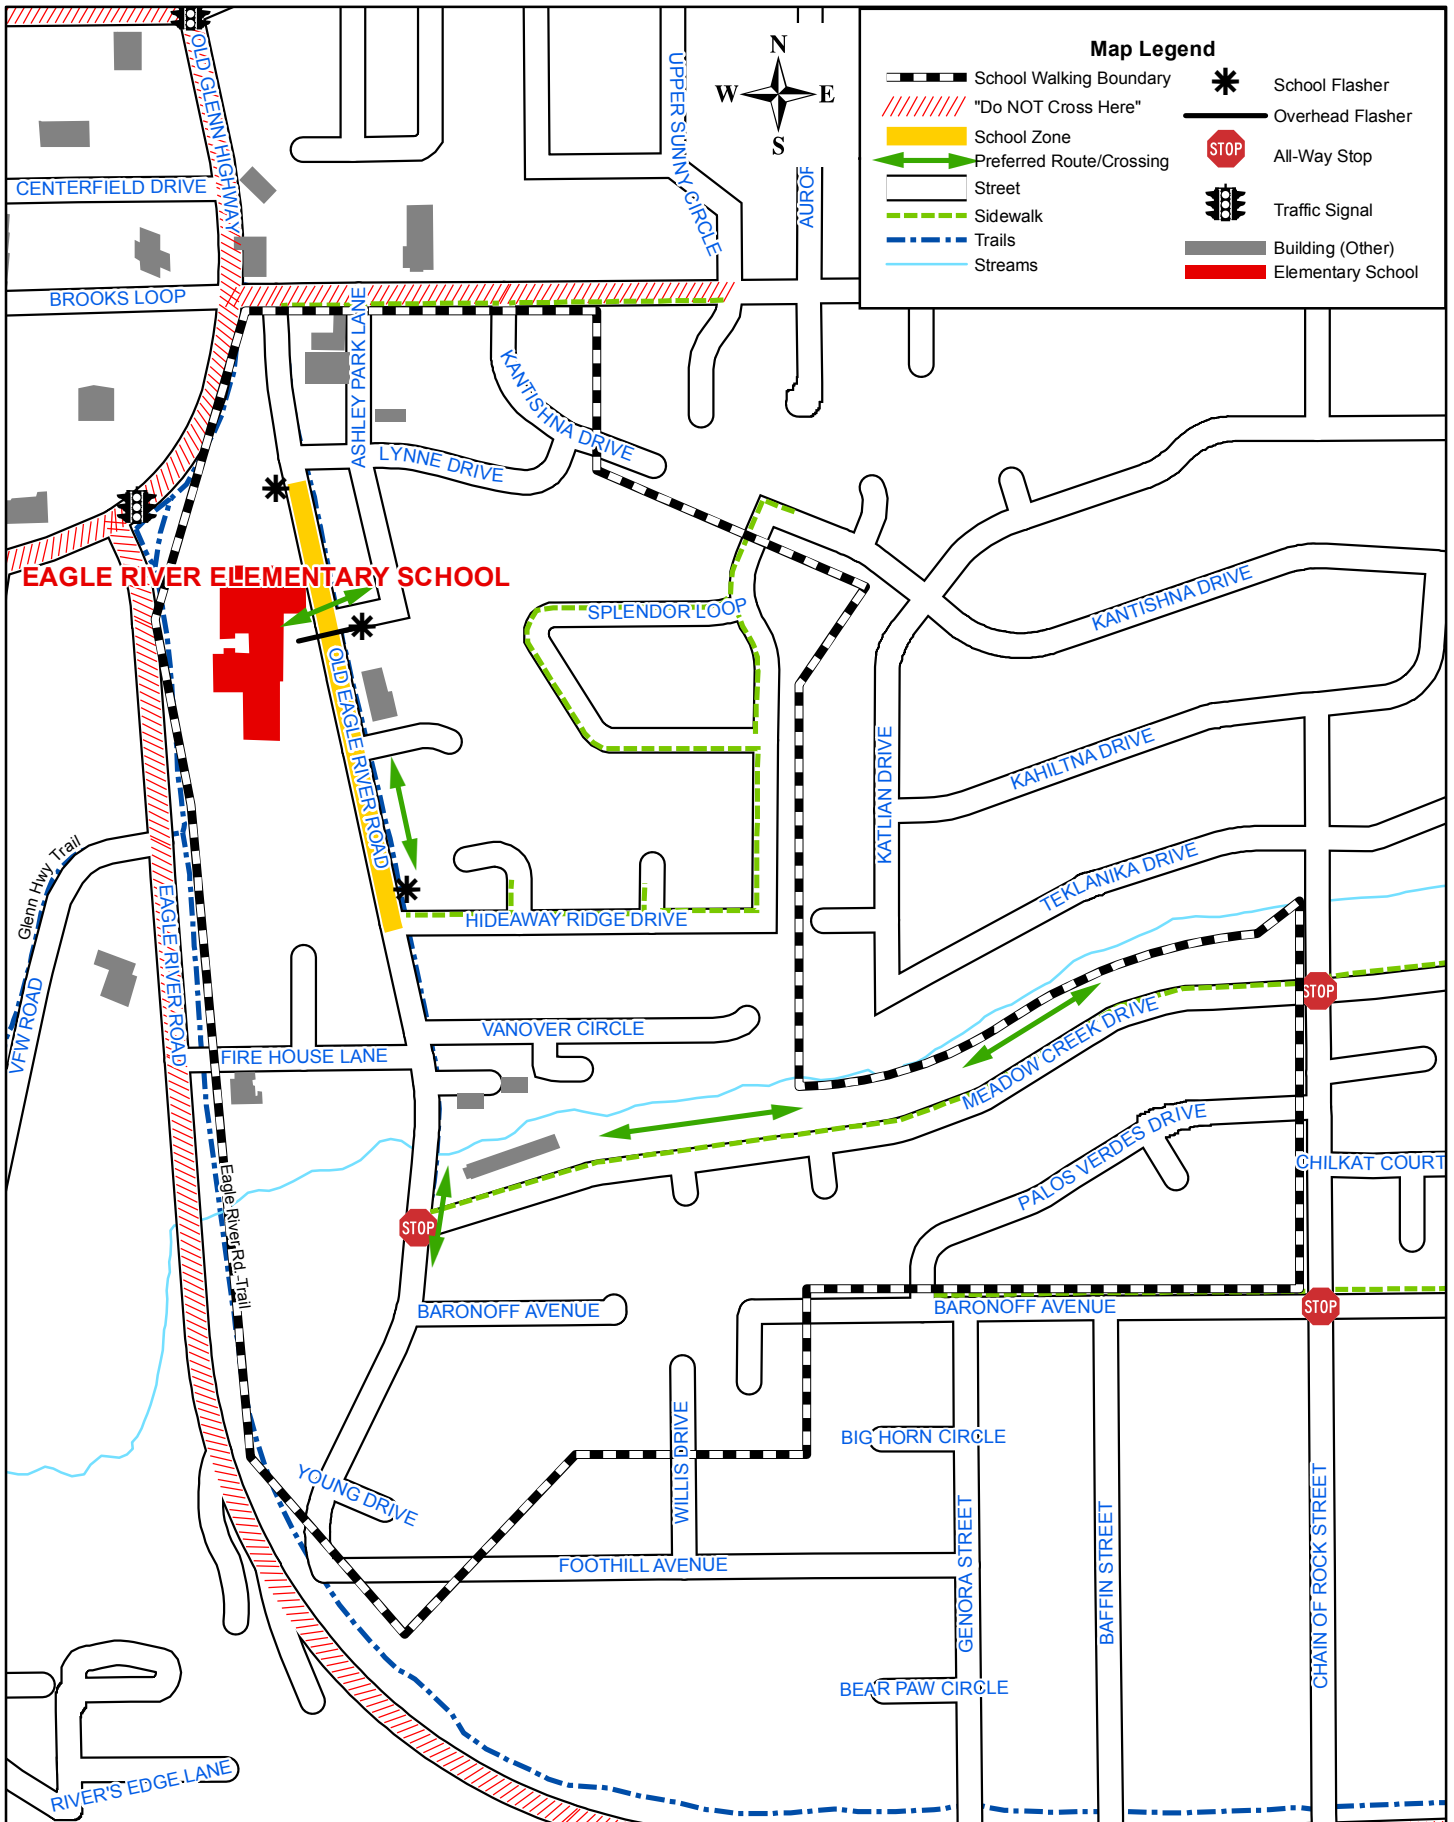 Map Legend
School Walking Boundary
"Do NOT Cross Here"
School Zone
Preferred Route/Crossing
Street
Sidewalk
Trails
Streams
School Flasher
Overhead Flasher
STOP
All-Way Stop
Traffic Signal
Building (Other)
Elementary School
N
W
E
S
OLD GLENN HIGHWAY
UPPER SUNNY CIRCLE
CENTERFIELD DRIVE
BROOKS LOOP
ASHLEY PARK LANE
KANTISHNA DRIVE
LYNNE DRIVE
EAGLE RIVER ELEMENTARY SCHOOL
SPLENDOR LOOP
KANTISHNA DRIVE
OLD EAGLE RIVER ROAD
KATLIAN DRIVE
KAHILTNA DRIVE
TEKLANIKA DRIVE
Glenn Hwy Trail
EAGLE RIVER ROAD
HIDEAWAY RIDGE DRIVE
VFW ROAD
STOP
VANOVER CIRCLE
FIRE HOUSE LANE
MEADOW CREEK DRIVE
PALOS VERDES DRIVE
CHILKAT COURT
Eagle River Rd. Trail
STOP
BARONOFF AVENUE
BARONOFF AVENUE
STOP
WILLIS DRIVE
BIG HORN CIRCLE
YOUNG DRIVE
FOOTHILL AVENUE
GENORA STREET
BAFFIN STREET
CHAIN OF ROCK STREET
BEAR PAW CIRCLE
RIVER'S EDGE LANE